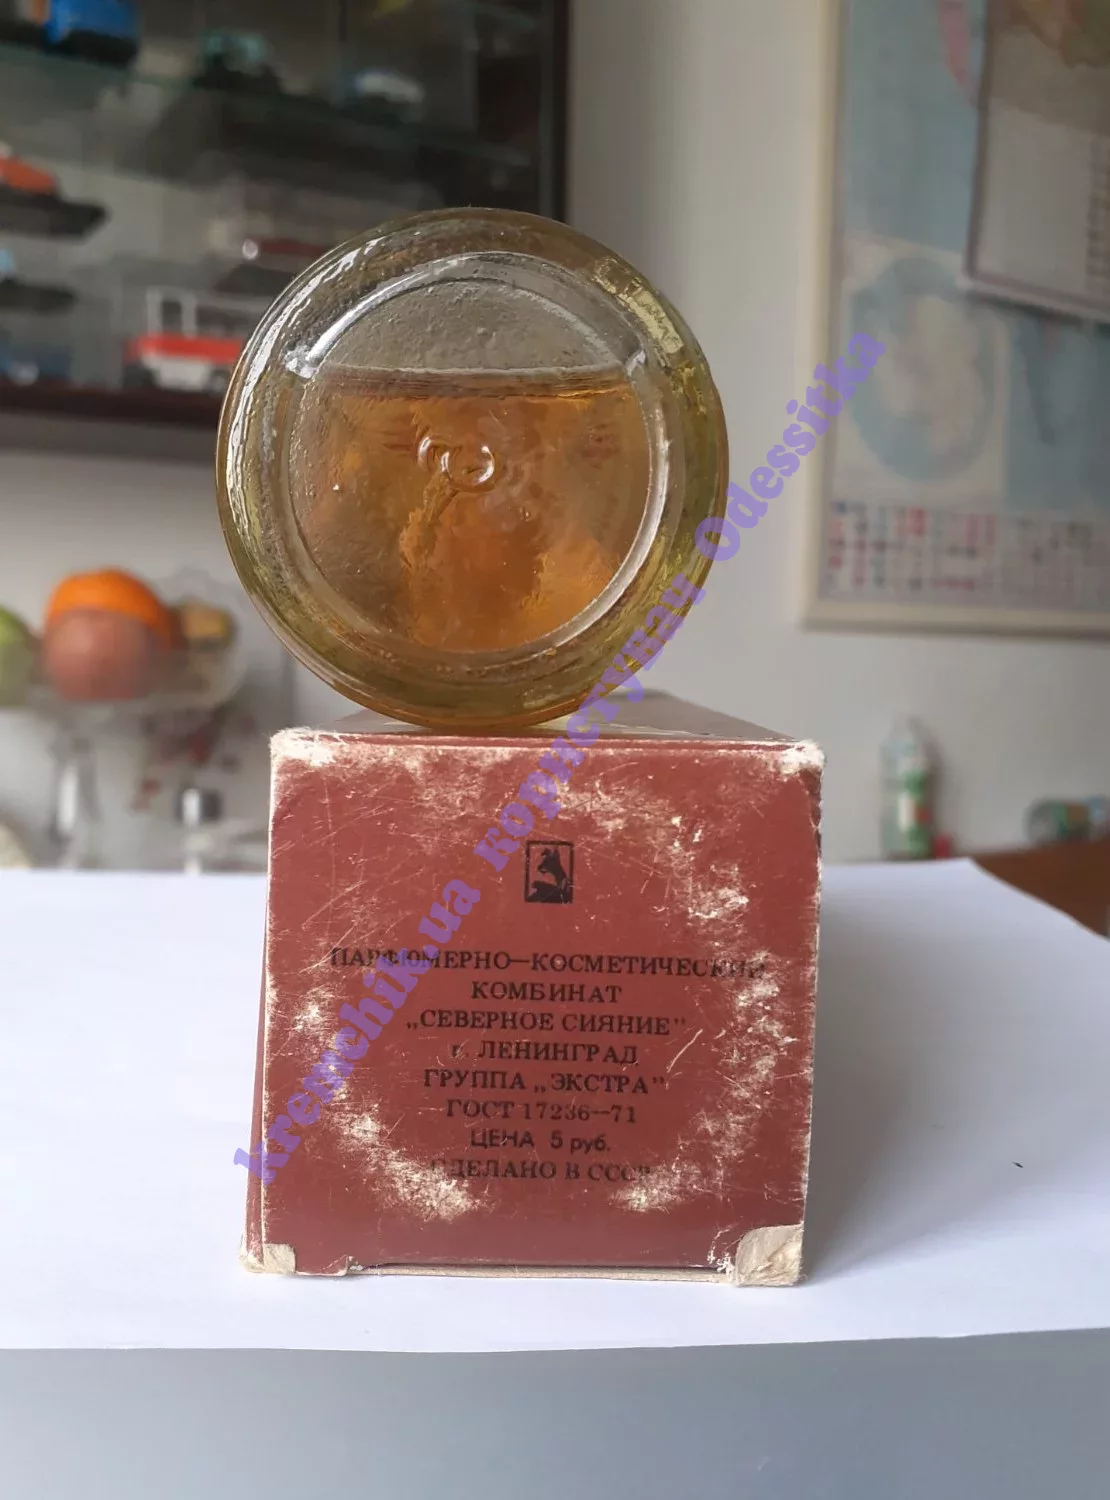 ПАРФЮМЕРНО—КОСМЕТИЧЕСКИЙ
КОМБИНАТ
„СЕВЕРНОЕ СИЯНИЕ”
г. ЛЕНИНГРАД
ГРУППА „ЭКСТРА”
ГОСТ 17236—71
ЦЕНА 5 руб.
СДЕЛАНО В СССР
kremchik.ua користувач Odessitka